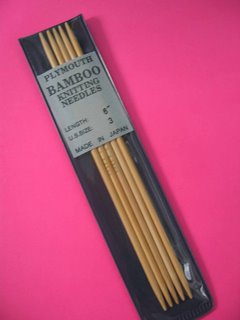 PLYMOUTH
BAMBOO
KNITTING
NEEDLES
LENGTH: 6"
U.S.SIZE: 3
MADE IN JAPAN